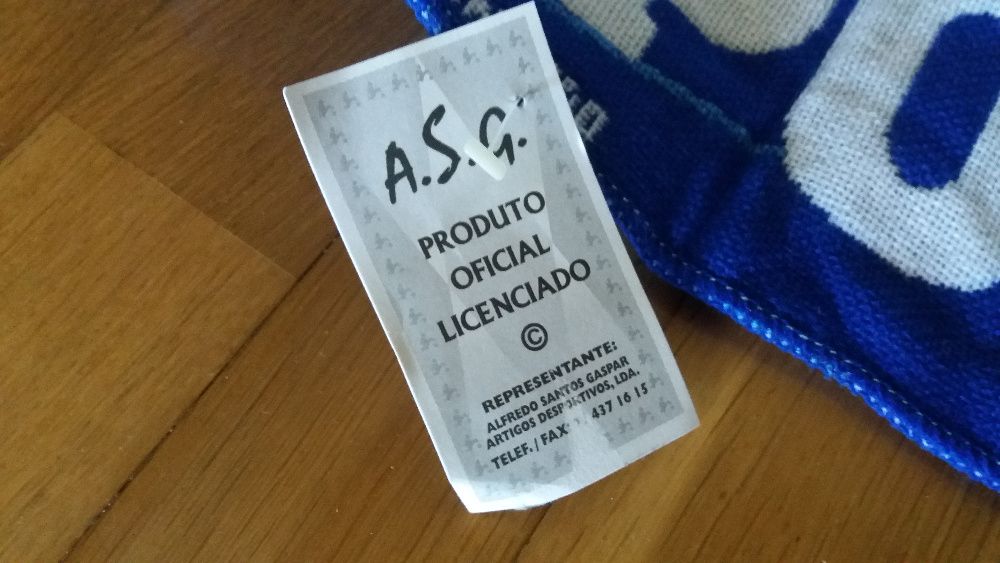 A.S.G.
PRODUTO
OFICIAL
LICENCIADO
©
REPRESENTANTE:
ALFREDO SANTOS GASPAR
ARTIGOS DESPORTIVOS, LDA.
TELEF. / FAX 437 16 15